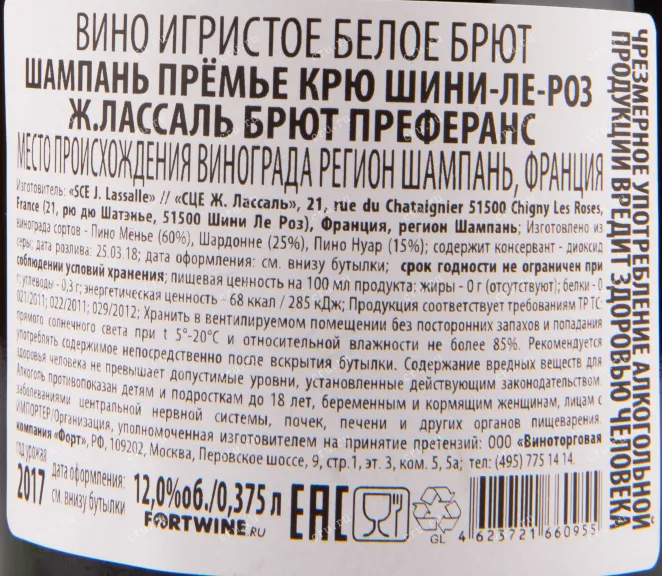 ВИНО ИГРИСТОЕ БЕЛОЕ БРЮТ
ШАМПАНЬ ПРЁМЬЕ КРЮ ШИНИ-ЛЕ-РОЗ
Ж.ЛАССАЛЬ БРЮТ ПРЕФЕРАНС
МЕСТО ПРОИСХОЖДЕНИЯ ВИНОГРАДА РЕГИОН ШАМПАНЬ, ФРАНЦИЯ
Изготовитель: «SCE J. Lassalle» // «СЦЕ Ж. Лассаль», 21, rue du Chataignier 51500 Chigny Les Roses,
France (21, рю дю Шатэнье, 51500 Шини Ле Роз), Франция, регион Шампань; Изготовлено из
винограда сортов - Пино Менье (60%), Шардонне (25%), Пино Нуар (15%); содержит консервант - диоксид
серы; дата розлива: 25.03.18; дата оформления: см. внизу бутылки; срок годности не ограничен при
соблюдении условий хранения; пищевая ценность на 100 мл продукта: жиры - 0 г (отсутствуют); белки - 0
г; углеводы - 0,3 г; энергетическая ценность - 68 ккал / 285 кДж; Продукция соответствует требованиям ТР ТС-
021/2011; 022/2011; 029/2012; Хранить в вентилируемом помещении без посторонних запахов и попадания
прямого солнечного света при t 5°-20°С и относительной влажности не более 85%. Рекомендуется
употреблять содержимое непосредственно после вскрытия бутылки. Содержание вредных веществ для
здоровья человека не превышает допустимые уровни, установленные действующим законодательством.
Алкоголь противопоказан детям и подросткам до 18 лет, беременным и кормящим женщинам, лицам с
заболеваниями центральной нервной системы, почек, печени и других органов пищеварения.
ИМПОРТЕР/Организация, уполномоченная изготовителем на принятие претензий: ООО «Виноторговая
компания «Форт», РФ, 109202, Москва, Перовское шоссе, 9, стр.1, эт. 3, ком. 5, 5а; тел: (495) 775 14 14.
год урожая
2017
дата оформления:
см. внизу бутылки
12,0%об./0,375 л
FORTWINE.RU
EAC
GL
4 623721 660955
ЧРЕЗМЕРНОЕ УПОТРЕБЛЕНИЕ АЛКОГОЛЬНОЙ
ПРОДУКЦИИ ВРЕДИТ ЗДОРОВЬЮ ЧЕЛОВЕКА